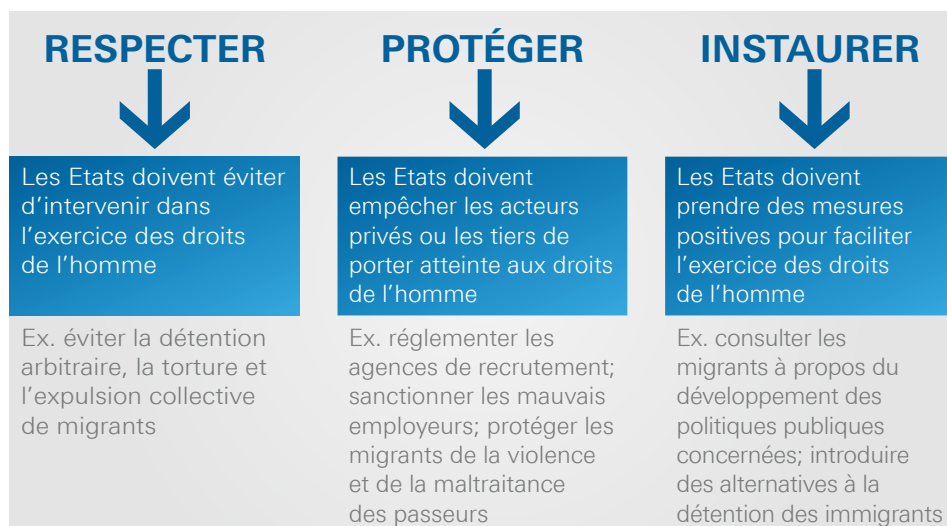 RESPECTER
Les Etats doivent éviter
d’intervenir dans
l’exercice des droits
de l’homme
Ex. éviter la détention
arbitraire, la torture et
l’expulsion collective
de migrants
PROTÉGER
Les Etats doivent
empêcher les acteurs
privés ou les tiers de
porter atteinte aux droits
de l’homme
Ex. réglementer les
agences de recrutement;
sanctionner les mauvais
employeurs; protéger les
migrants de la violence
et de la maltraitance
des passeurs
INSTAURER
Les Etats doivent
prendre des mesures
positives pour faciliter
l’exercice des droits
de l’homme
Ex. consulter les
migrants à propos du
développement des
politiques publiques
concernées; introduire
des alternatives à la
détention des immigrants